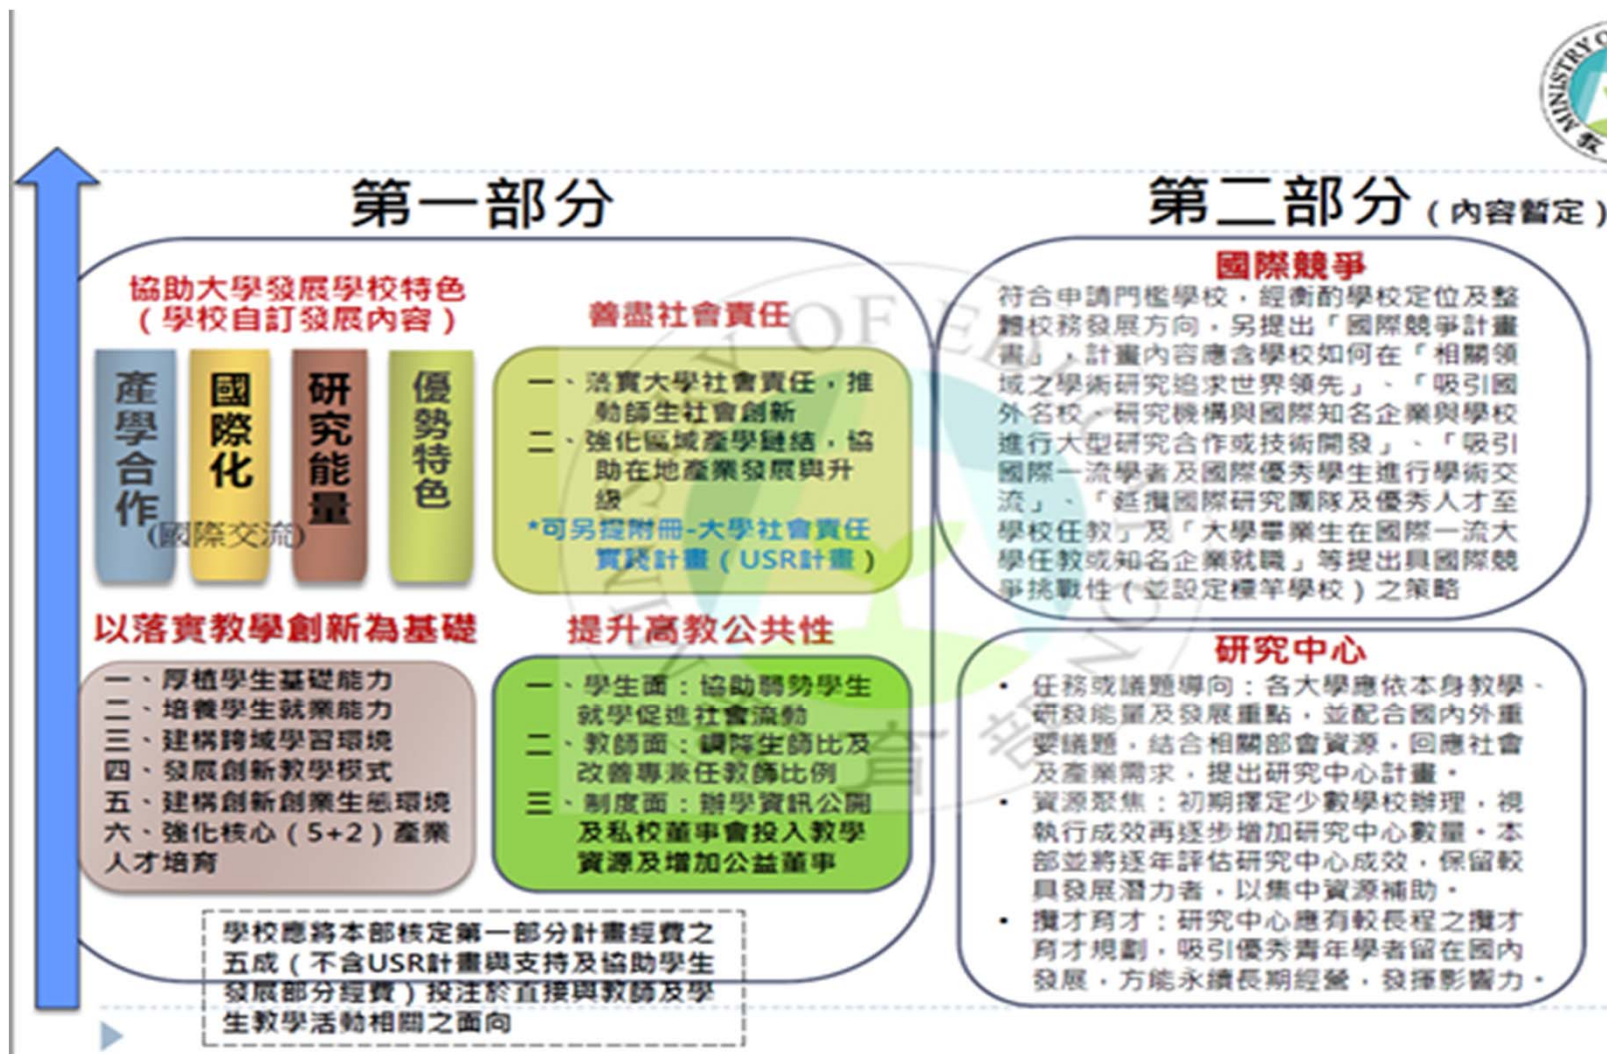 第一部分
協助大學發展學校特色
(學校自訂發展內容)
產學合作
國際化
(國際交流)
研究能量
優勢特色
善盡社會責任
一、落實大學社會責任，推
動師生社會創新
二、強化區域產學鏈結，協
助在地產業發展與升
級
*可另提附冊-大學社會責任
實踐計畫(USR計畫)
以落實教學創新為基礎
一、厚植學生基礎能力
二、培養學生就業能力
三、建構跨域學習環境
四、發展創新教學模式
五、建構創新創業生態環境
六、強化核心(5+2)產業
人才培育
提升高教公共性
一、學生面：協助弱勢學生
就學促進社會流動
二、教師面：調降生師比及
改善專兼任教師比例
三、制度面：辦學資訊公開
及私校董事會投入教學
資源及增加公益董事
學校應將本部核定第一部分計畫經費之
五成(不含USR計畫與支持及協助學生
發展部分經費)投注於直接與教師及學
生教學活動相關之面向
第二部分(內容暫定)
國際競爭
符合申請門檻學校，經衡酌學校定位及整
體校務發展方向，另提出「國際競爭計畫
書」，計畫內容應含學校如何在「相關領
域之學術研究追求世界領先」、「吸引國
外名校、研究機構與國際知名企業與學校
進行大型研究合作或技術開發」、「吸引
國際一流學者及國際優秀學生進行學術交
流」、「延攬國際研究團隊及優秀人才至
學校任教」及「大學畢業生在國際一流大
學任教或知名企業就職」等提出具國際競
爭挑戰性(並設定標竿學校)之策略
研究中心
• 任務或議題導向：各大學應依本身教學、
研發能量及發展重點，並配合國內外重
要議題，結合相關部會資源，回應社會
及產業需求，提出研究中心計畫。
• 資源聚焦：初期擇定少數學校辦理，視
執行成效再逐步增加研究中心數量。本
部並將逐年評估研究中心成效，保留較
具發展潛力者，以集中資源補助。
• 攬才育才：研究中心應有較長程之攬才
育才規劃，吸引優秀青年學者留在國內
發展，方能永續長期經營，發揮影響力。